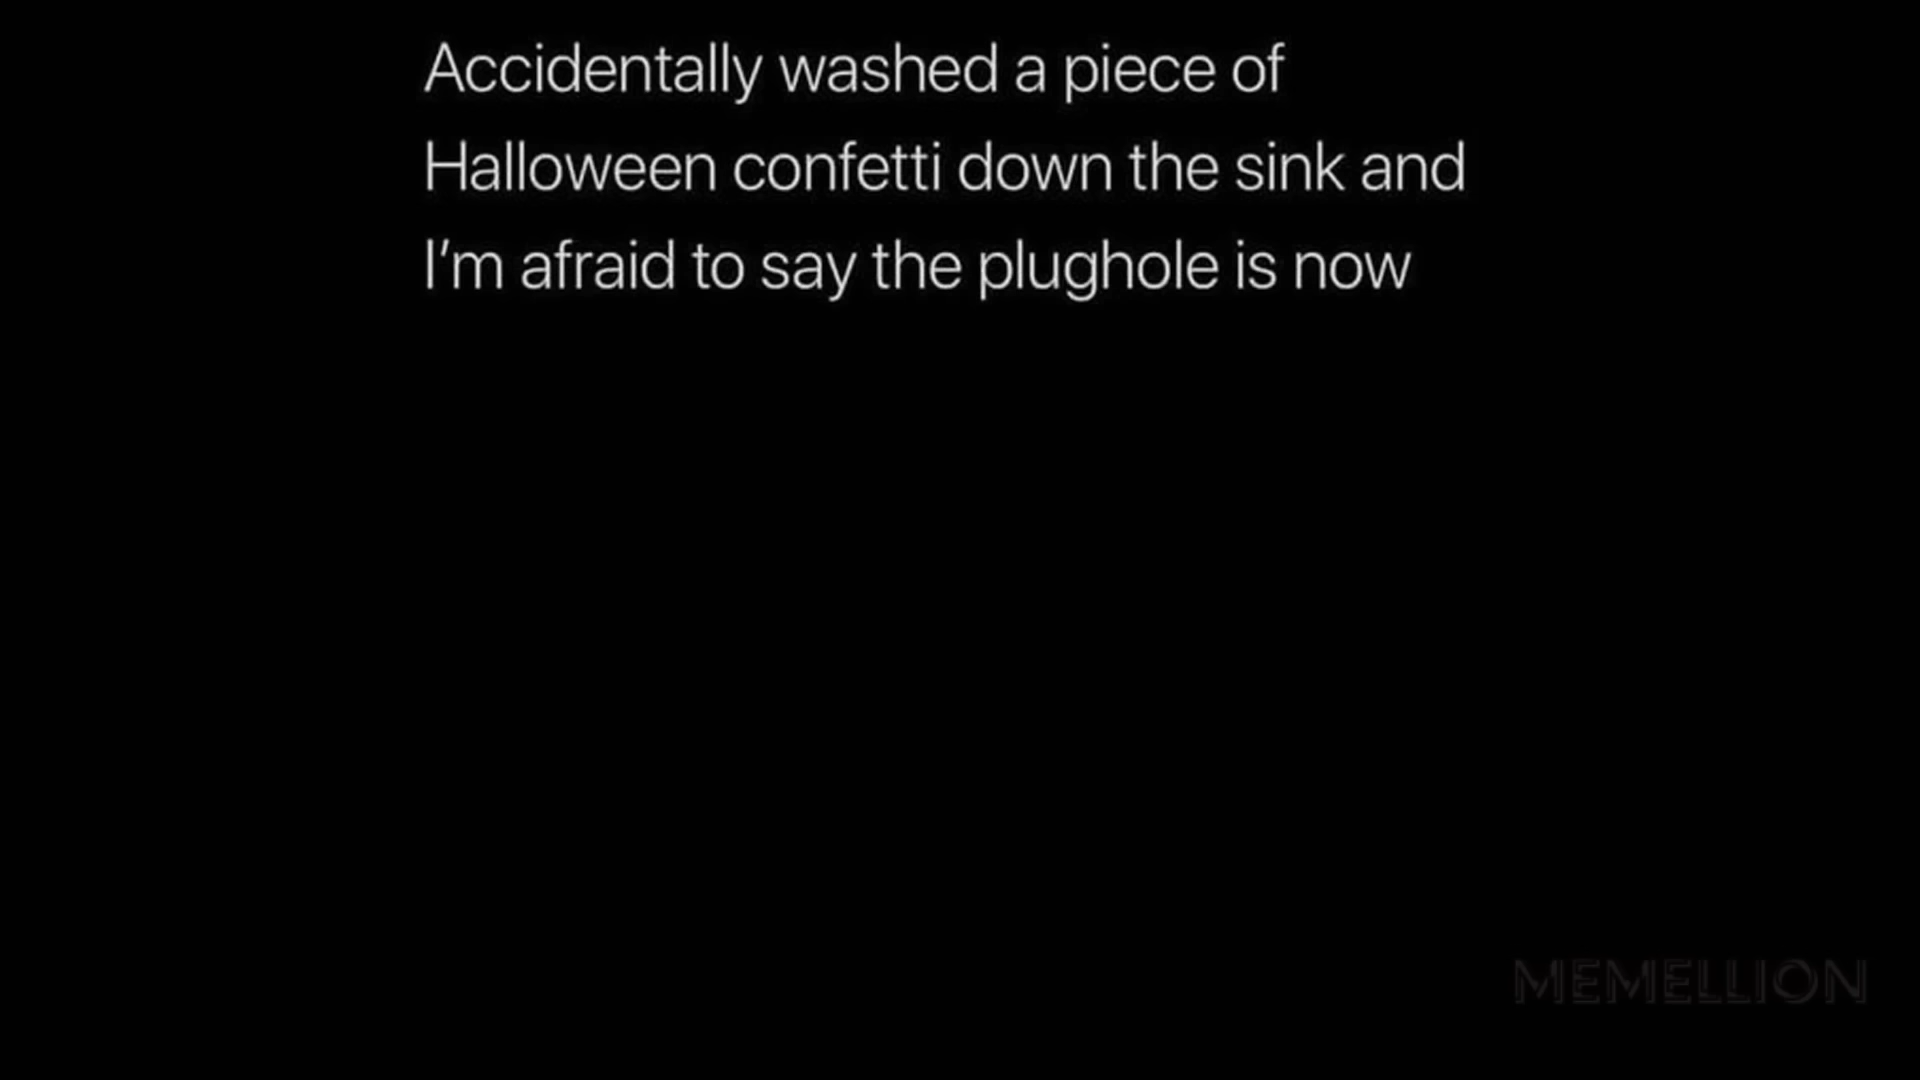 Accidentally washed a piece of
Halloween confetti down the sink and
I’m afraid to say the plughole is now
MEMELLION